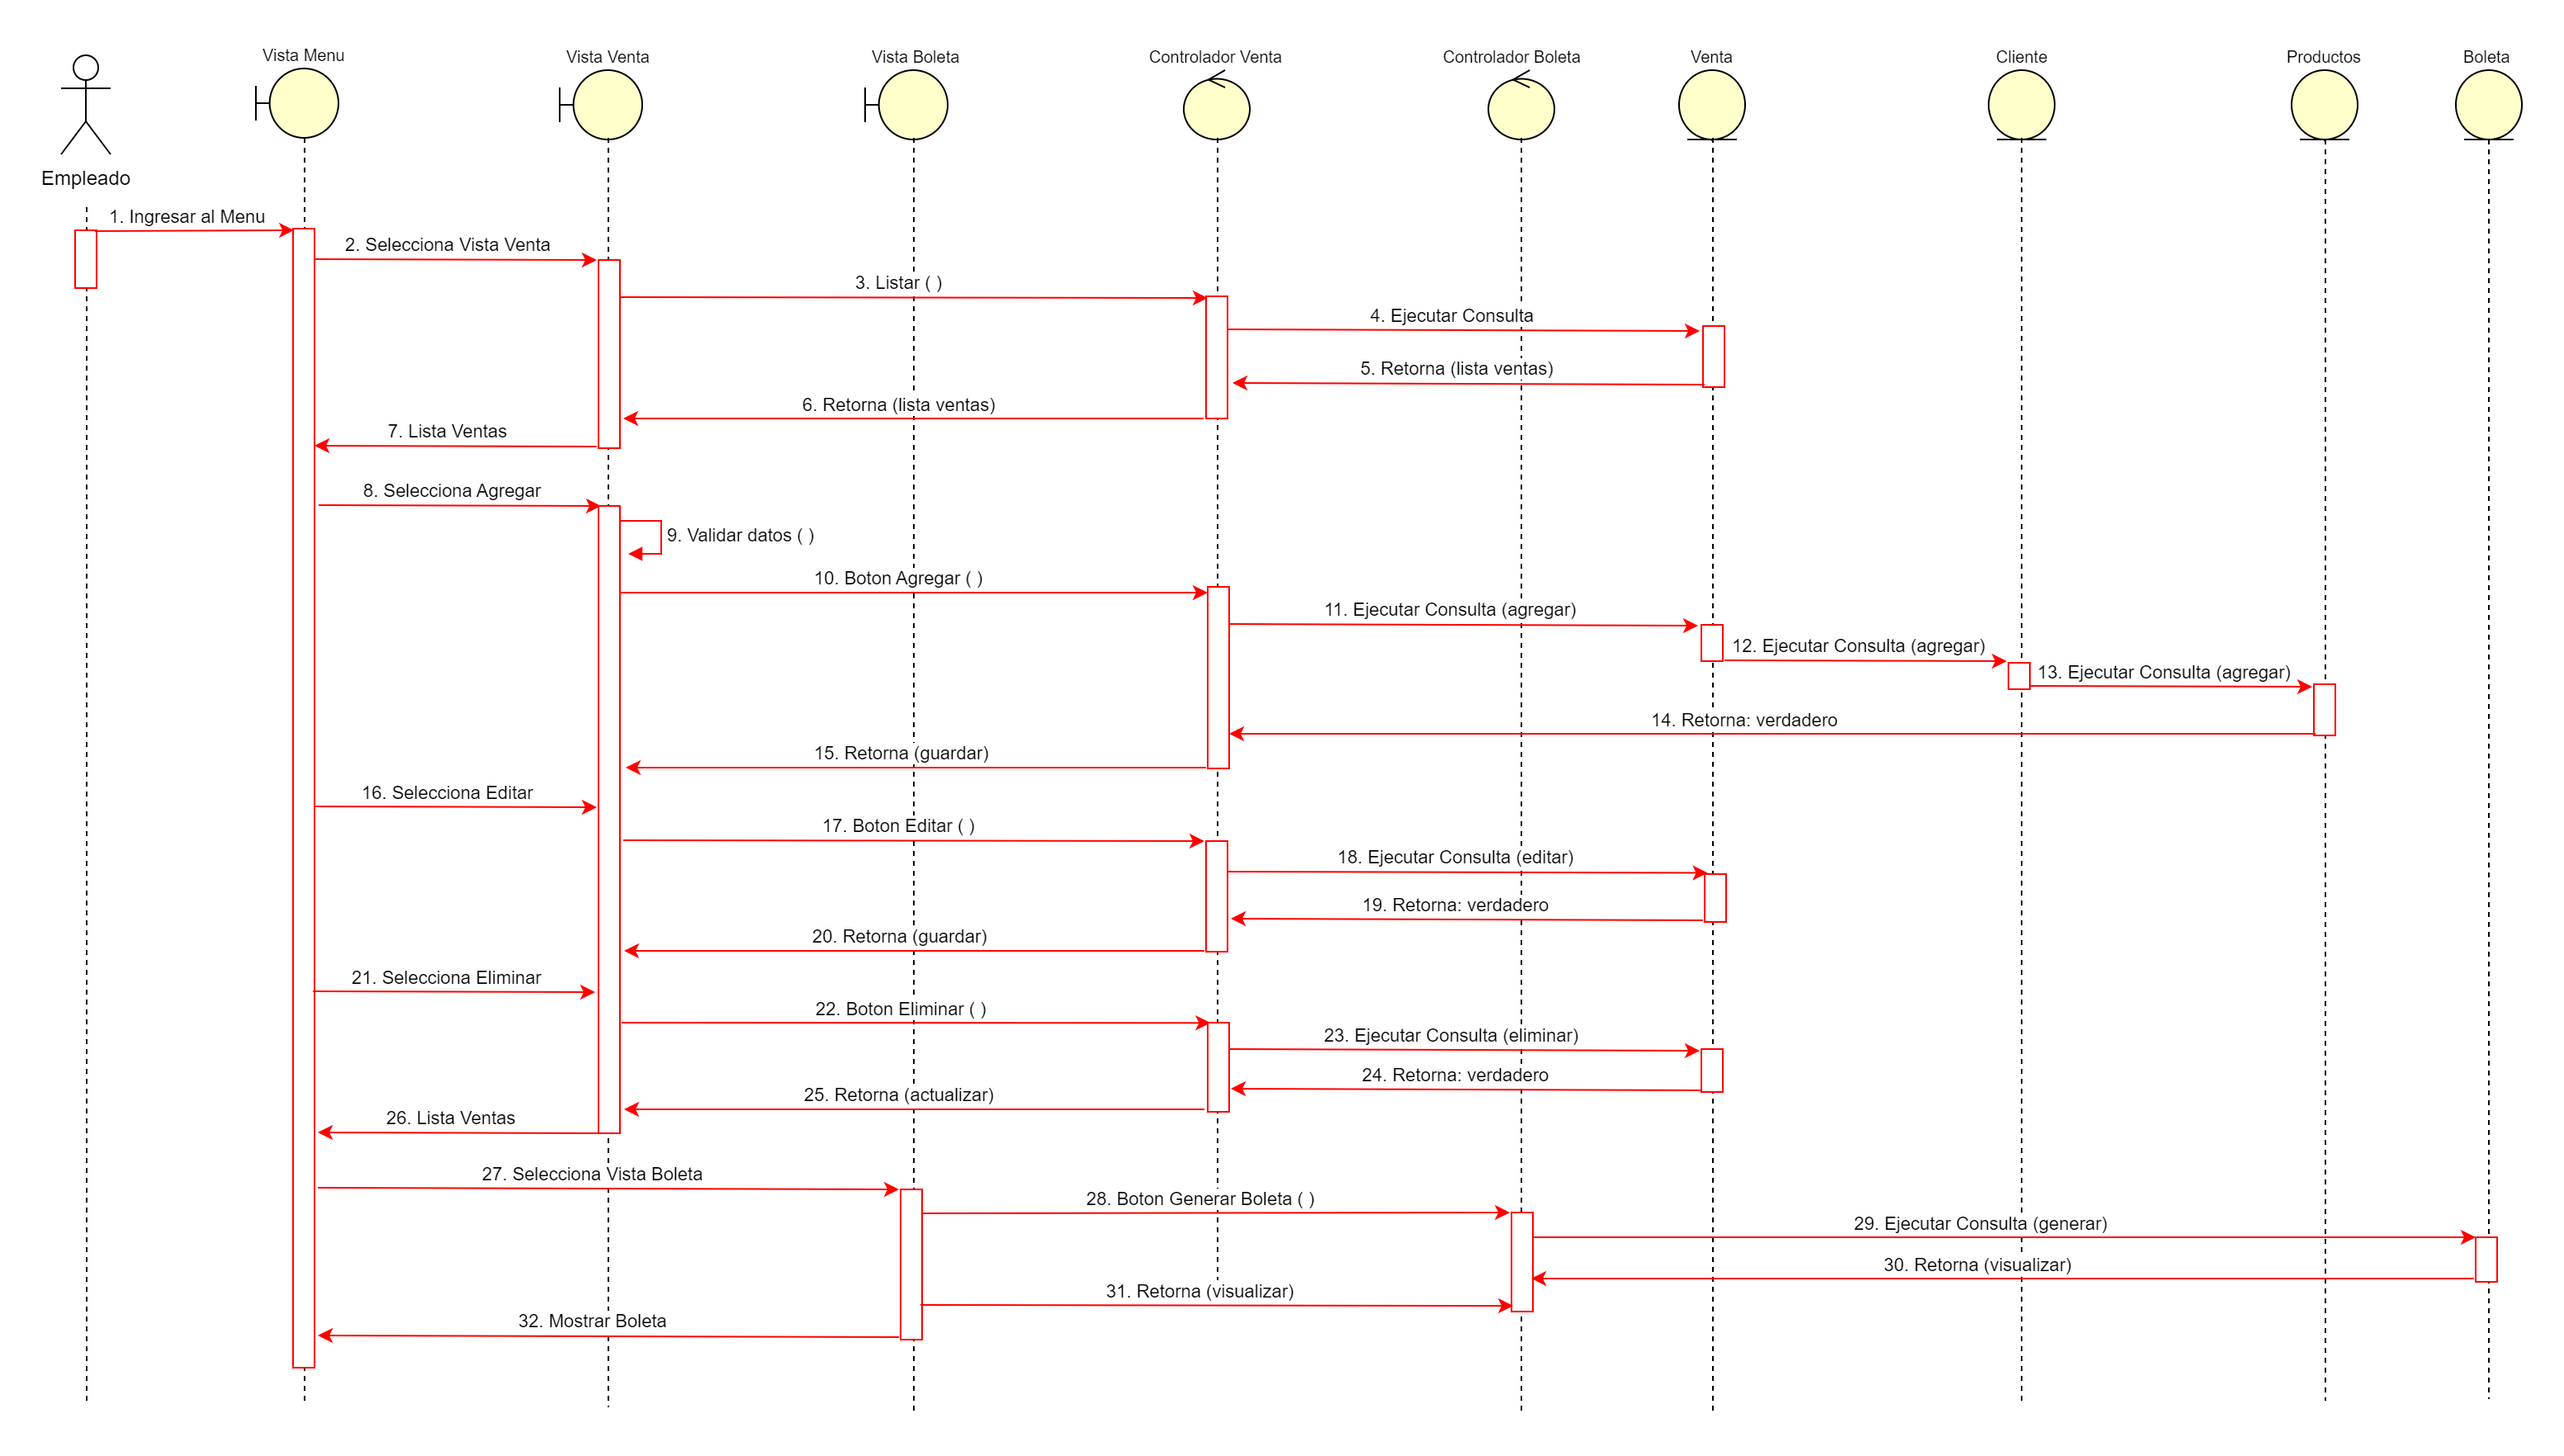 Vista Menu
Vista Venta
Vista Boleta
Controlador Venta
Controlador Boleta
Venta
Cliente
Productos
Boleta
Empleado
1. Ingresar al Menu
2. Selecciona Vista Venta
3. Listar ( )
4. Ejecutar Consulta
5. Retorna (lista ventas)
6. Retorna (lista ventas)
7. Lista Ventas
8. Selecciona Agregar
9. Validar datos ( )
10. Boton Agregar ( )
11. Ejecutar Consulta (agregar)
12. Ejecutar Consulta (agregar)
13. Ejecutar Consulta (agregar)
14. Retorna: verdadero
15. Retorna (guardar)
16. Selecciona Editar
17. Boton Editar ( )
18. Ejecutar Consulta (editar)
19. Retorna: verdadero
20. Retorna (guardar)
21. Selecciona Eliminar
22. Boton Eliminar ( )
23. Ejecutar Consulta (eliminar)
24. Retorna: verdadero
25. Retorna (actualizar)
26. Lista Ventas
27. Selecciona Vista Boleta
28. Boton Generar Boleta ( )
29. Ejecutar Consulta (generar)
30. Retorna (visualizar)
31. Retorna (visualizar)
32. Mostrar Boleta